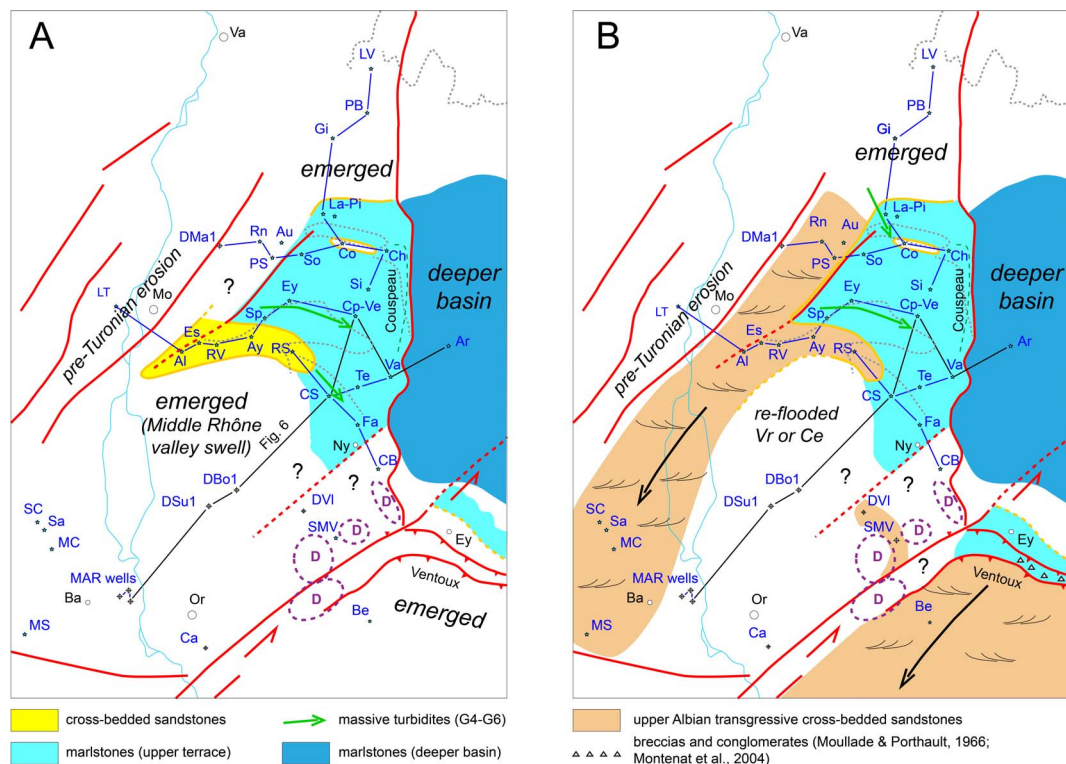 A
Va
LV
PB
Gi
emerged
La-Pi
DMa1
Rn
Au
PS
So
Co
Ch
deeper
basin
Couspeau
Si
?
pre-Turonian erosion
LT
Mo
Ey
Cp-Ve
Sp
Es
Al
RV
Ay
RS
Va
Ar
Te
CS
Fa
emerged
(Middle Rhône
valley swell)
Fig. 6
Ny
CB
?
?
DBo1
DSu1
DVI
SMV
D
D
D
D
SC
Sa
MC
Ey
MAR wells
Ba
Or
Ventoux
emerged
MS
Ca
Be
B
Va
LV
PB
Gi
emerged
La-Pi
DMa1
Rn
Au
PS
So
Co
Ch
deeper
basin
Couspeau
Si
pre-Turonian erosion
LT
Mo
Ey
Cp-Ve
Sp
Es
Al
RV
Ay
RS
Va
Ar
Te
CS
Fa
re-flooded
Vr or Ce
Ny
CB
?
?
DBo1
DSu1
DVI
SMV
D
D
D
D
?
SC
Sa
MC
Ey
MAR wells
Ba
Or
Ventoux
MS
Ca
Be
cross-bedded sandstones
massive turbidites (G4-G6)
marlstones (upper terrace)
marlstones (deeper basin)
upper Albian transgressive cross-bedded sandstones
breccias and conglomerates (Moullade & Porthault, 1966;
Montenat et al., 2004)